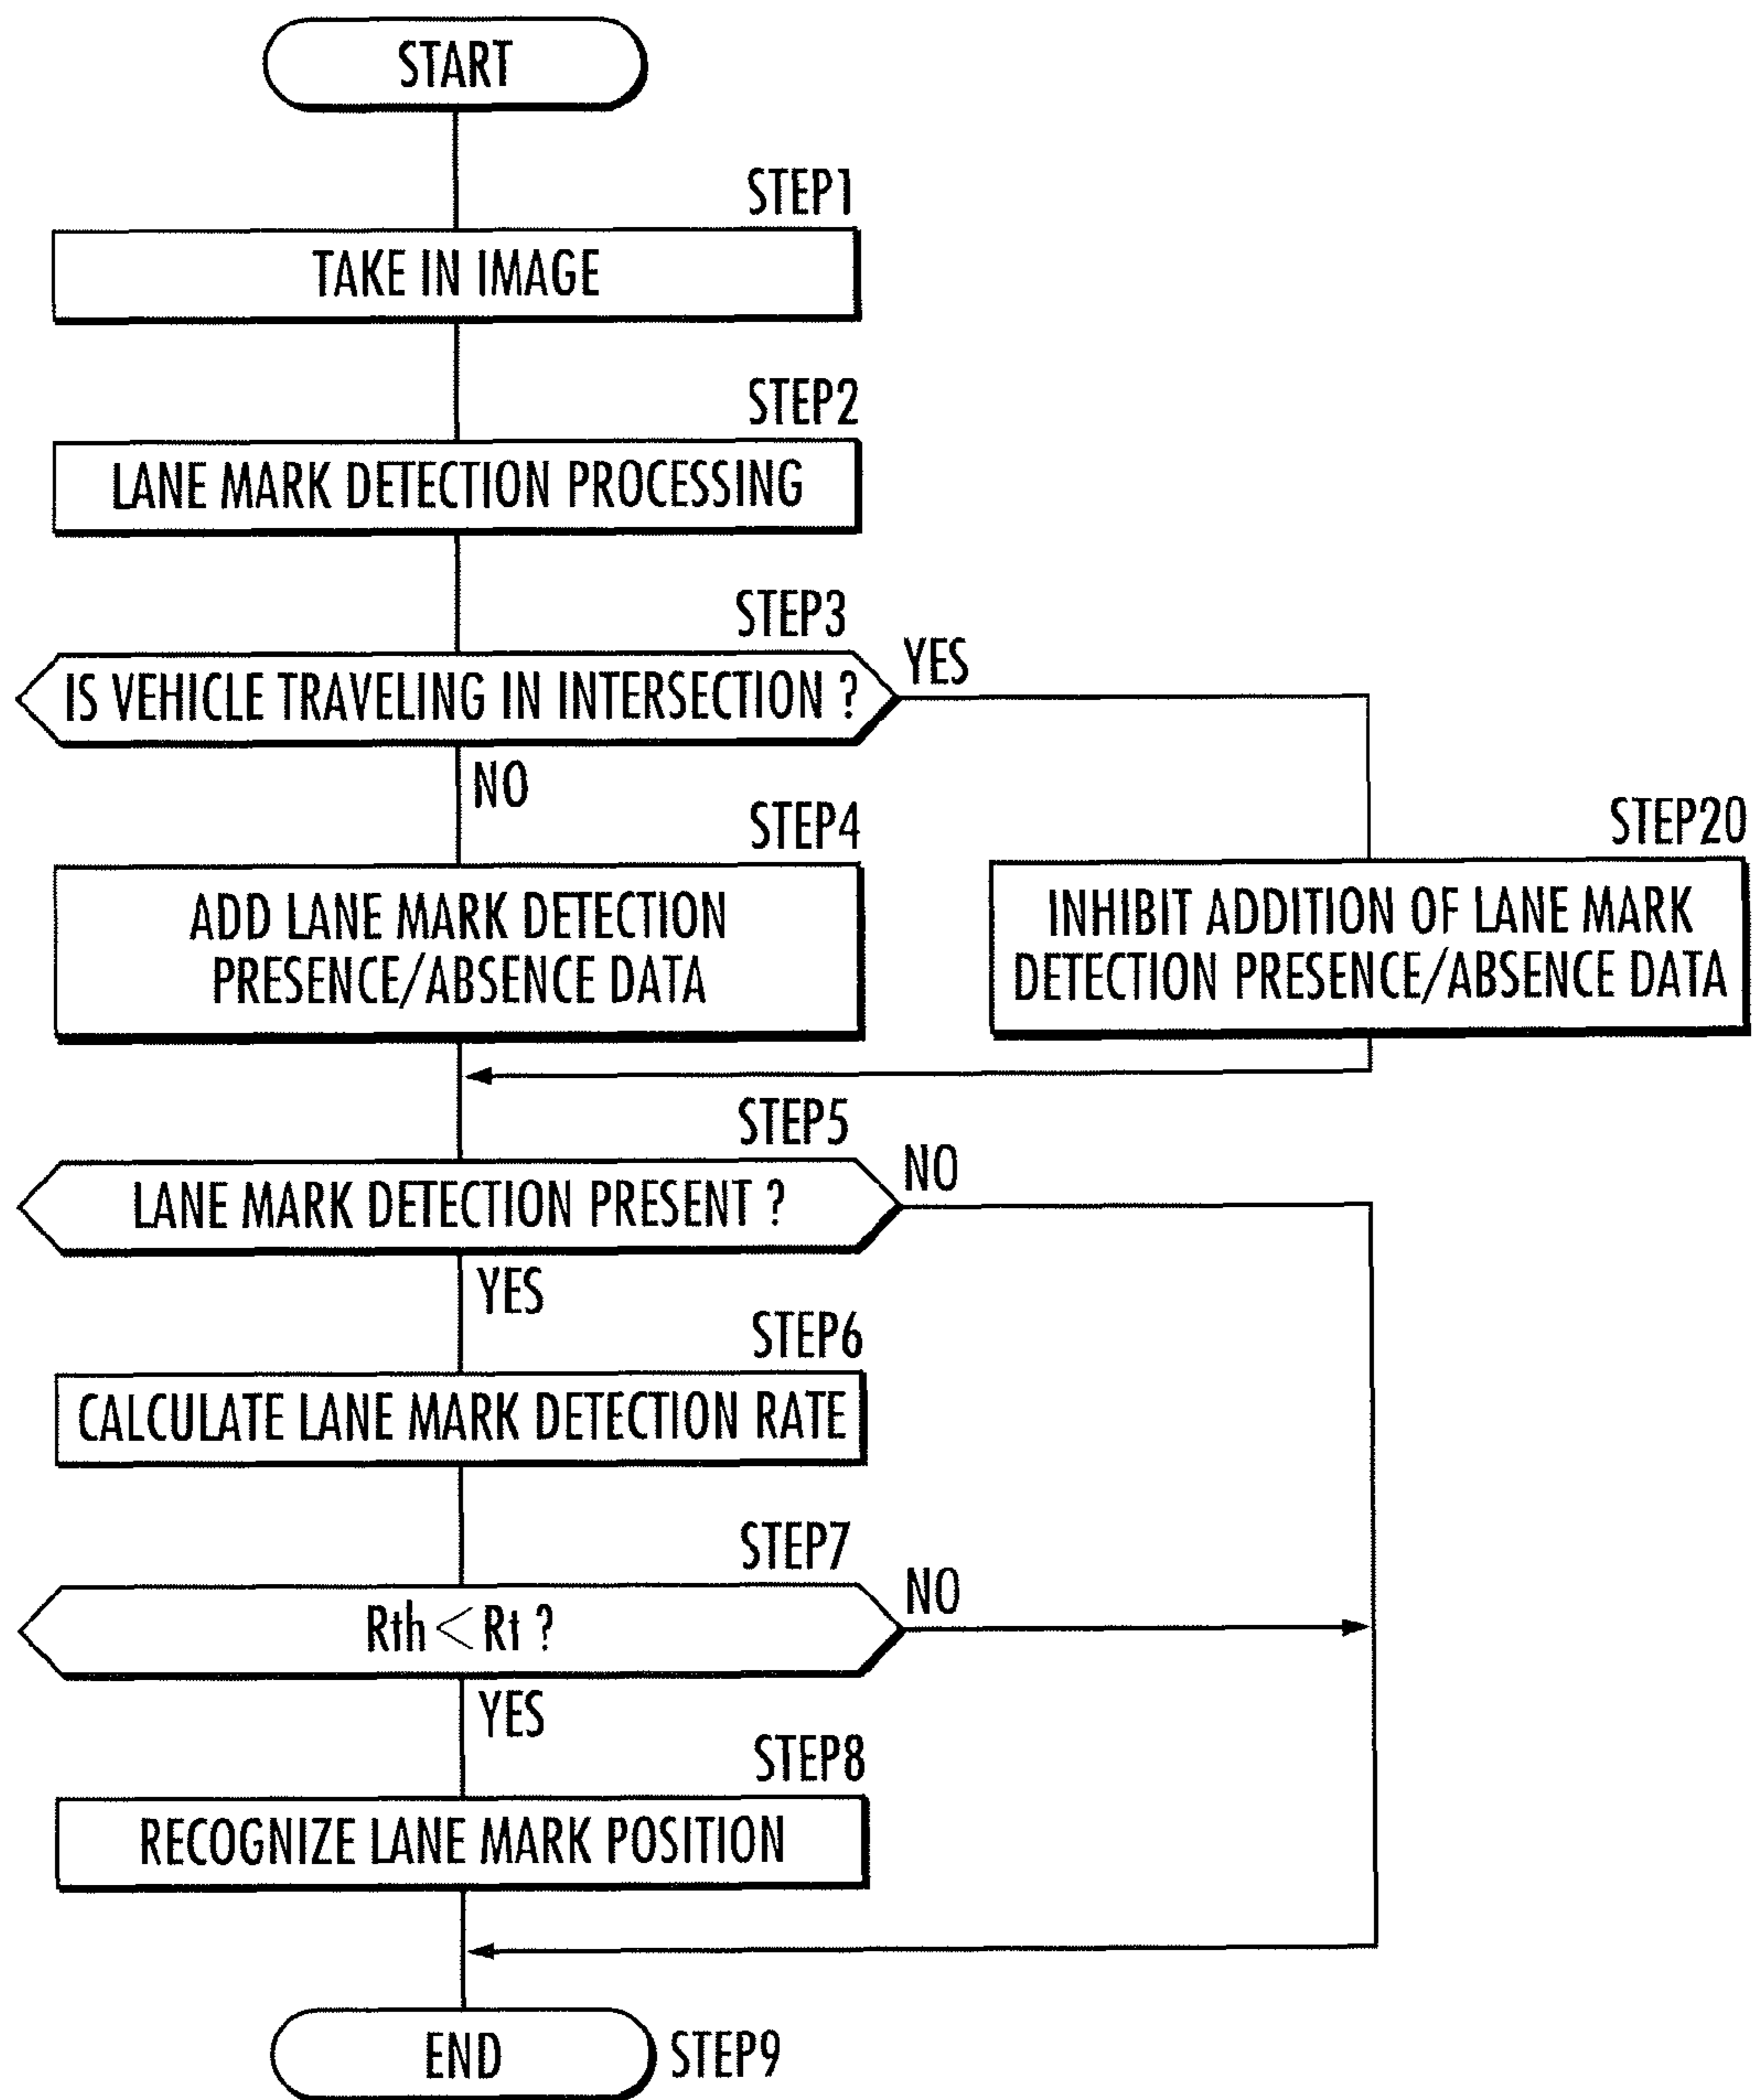 START
STEP1
TAKE IN IMAGE
STEP2
LANE MARK DETECTION PROCESSING
STEP3
IS VEHICLE TRAVELING IN INTERSECTION ?
YES
NO
STEP4
ADD LANE MARK DETECTION
PRESENCE/ABSENCE DATA
STEP20
INHIBIT ADDITION OF LANE MARK
DETECTION PRESENCE/ABSENCE DATA
STEP5
LANE MARK DETECTION PRESENT ?
NO
YES
STEP6
CALCULATE LANE MARK DETECTION RATE
STEP7
Rth < Rt ?
NO
YES
STEP8
RECOGNIZE LANE MARK POSITION
END
STEP9